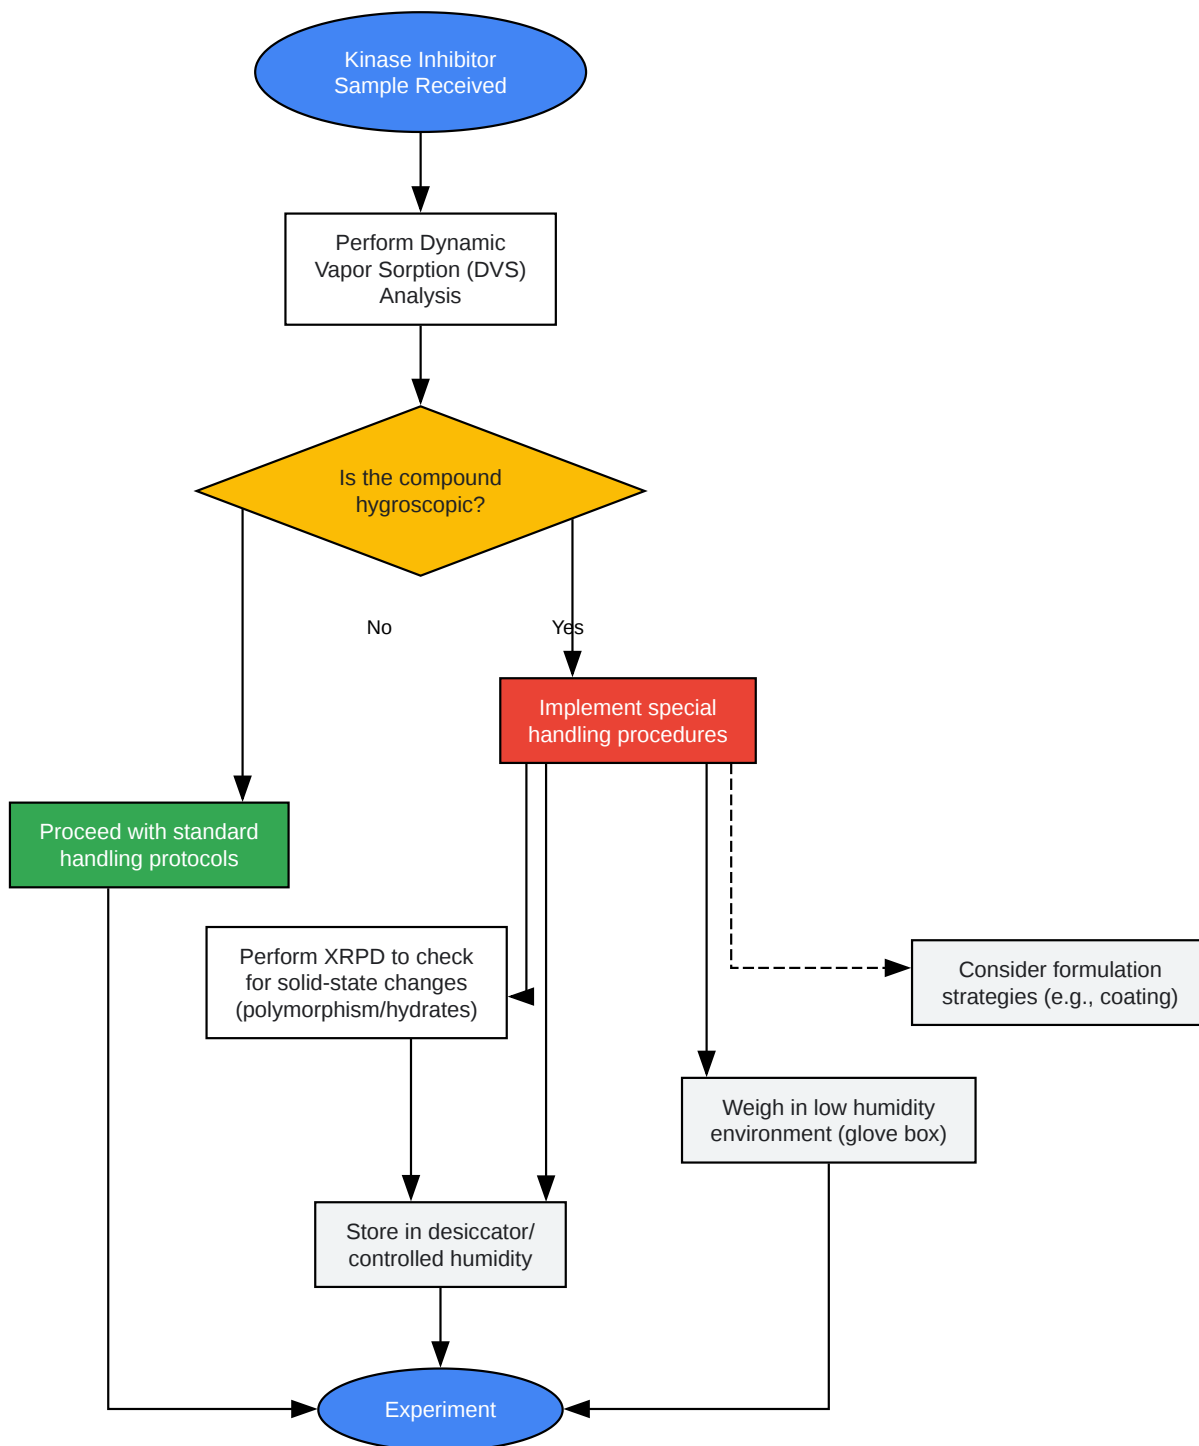 Kinase Inhibitor
Sample Received
Perform Dynamic
Vapor Sorption (DVS)
Analysis
Is the compound
hygroscopic?
No
Yes
Implement special
handling procedures
Proceed with standard
handling protocols
Perform XRPD to check
for solid-state changes
(polymorphism/hydrates)
Consider formulation
strategies (e.g., coating)
Weigh in low humidity
environment (glove box)
Store in desiccator/
controlled humidity
Experiment